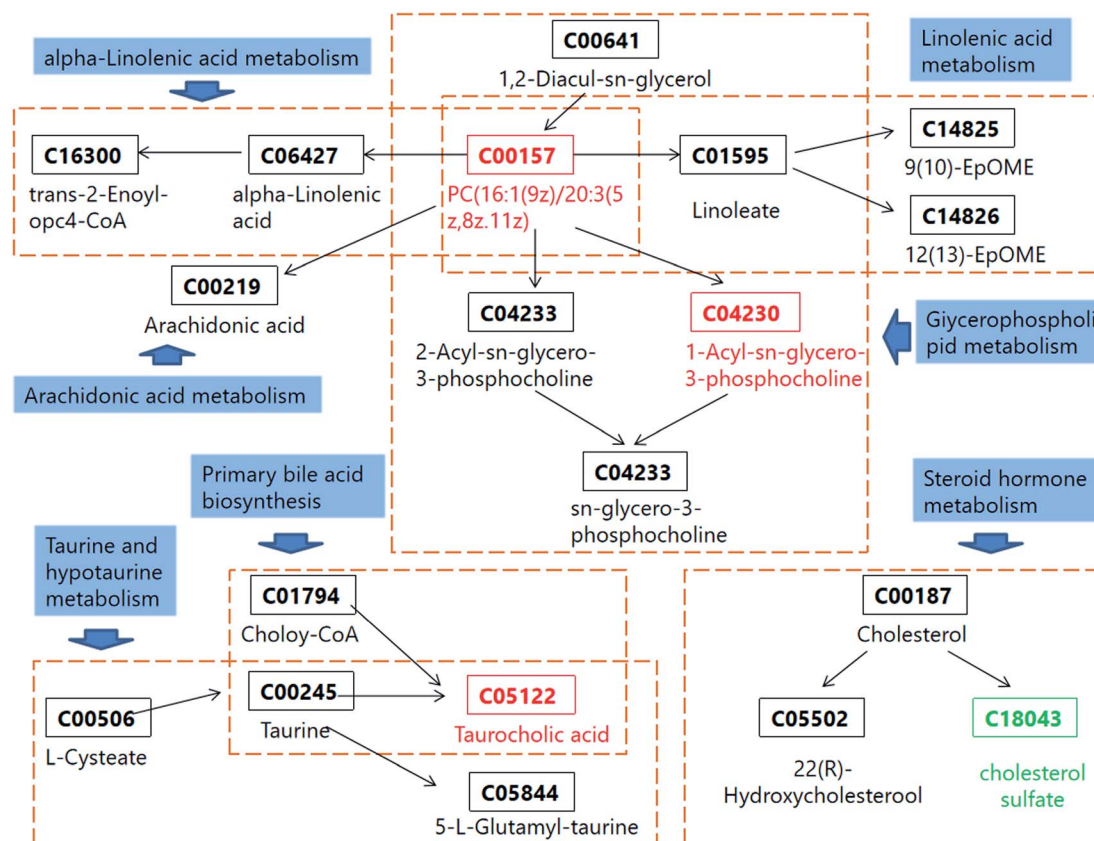 C00641
1,2-Diacul-sn-glycerol
alpha-Linolenic acid metabolism
Linolenic acid
metabolism
C16300
trans-2-Enoyl-
opc4-CoA
C06427
alpha-Linolenic
acid
C00157
PC(16:1(9z)/20:3(5
z,8z.11z)
C01595
Linoleate
C14825
9(10)-EpOME
C14826
12(13)-EpOME
C00219
Arachidonic acid
Arachidonic acid metabolism
C04233
2-Acyl-sn-glycero-
3-phosphocholine
C04230
1-Acyl-sn-glycero-
3-phosphocholine
Giycerophospholi
pid metabolism
C04233
sn-glycero-3-
phosphocholine
Primary bile acid
biosynthesis
Taurine and
hypotaurine
metabolism
Steroid hormone
metabolism
C01794
Choloy-CoA
C00506
L-Cysteate
C00245
Taurine
C05122
Taurocholic acid
C05844
5-L-Glutamyl-taurine
C00187
Cholesterol
C05502
22(R)-
Hydroxycholesterool
C18043
cholesterol
sulfate